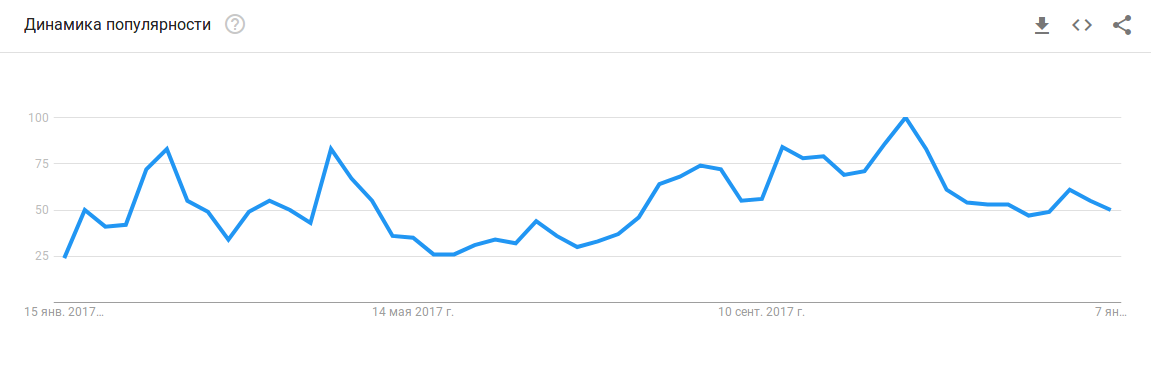 Динамика популярности ?
100
75
50
25
15 янв. 2017…
14 мая 2017 г.
10 сент. 2017 г.
7 ян…